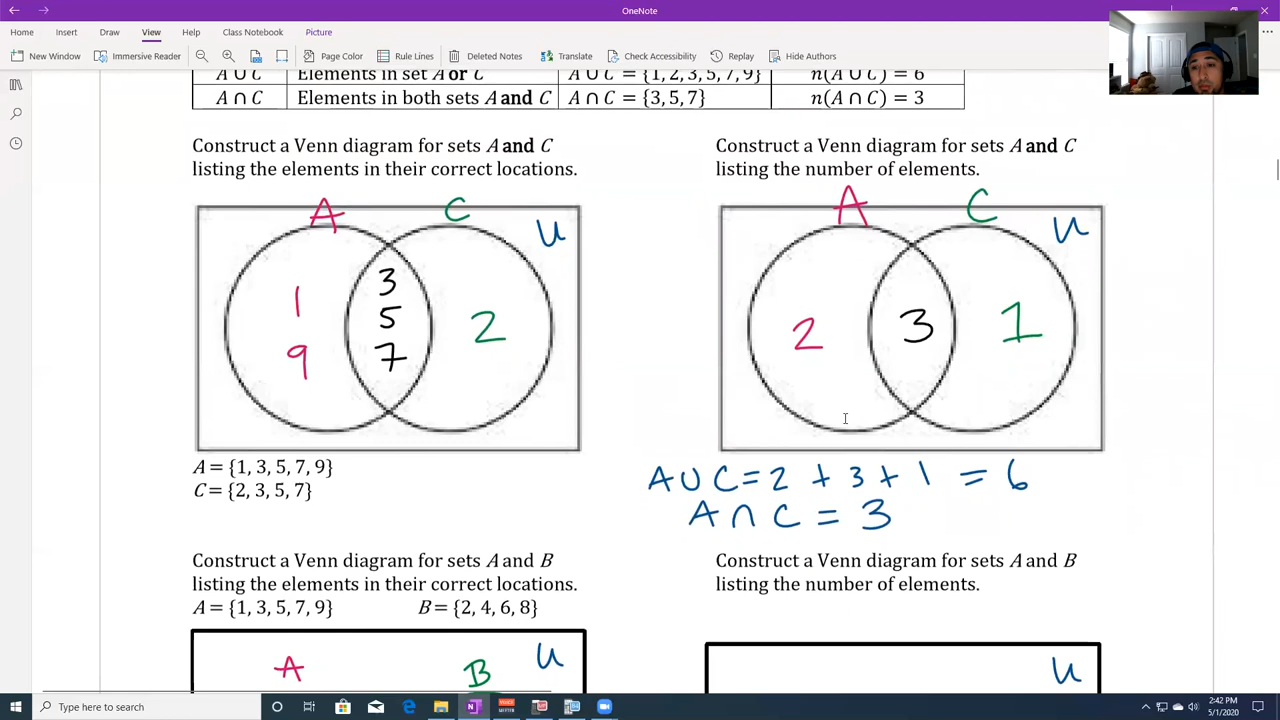 OneNote
Home Insert Draw View Help Class Notebook Picture
New Window Immersive Reader Page Color Rule Lines Deleted Notes Translate Check Accessibility Replay Hide Authors
A ∪ C Elements in set A or C A ∪ C = {1, 2, 3, 5, 7, 9} n(A ∪ C) = 6
A ∩ C Elements in both sets A and C A ∩ C = {3, 5, 7} n(A ∩ C) = 3
Construct a Venn diagram for sets A and C
listing the elements in their correct locations.
A C U
1 9
3 5 7
2
A = {1, 3, 5, 7, 9}
C = {2, 3, 5, 7}
Construct a Venn diagram for sets A and C
listing the number of elements.
A C U
2 3 1
A ∪ C = 2 + 3 + 1 = 6
A ∩ C = 3
Construct a Venn diagram for sets A and B
listing the elements in their correct locations.
A = {1, 3, 5, 7, 9} B = {2, 4, 6, 8}
A B U
Construct a Venn diagram for sets A and B
listing the number of elements.
U
Type here to search
2:42 PM
5/1/2020